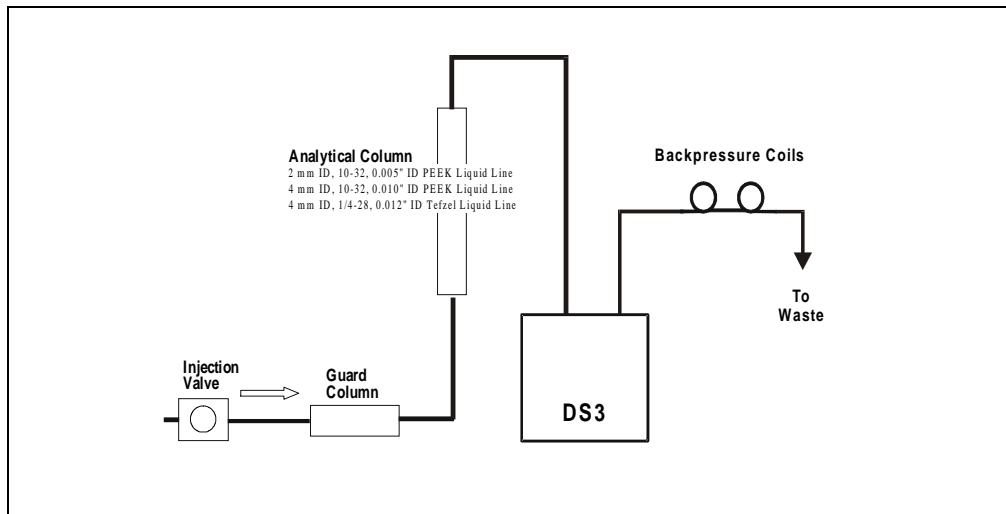 Analytical Column
2 mm ID, 10-32, 0.005" ID PEEK Liquid Line
4 mm ID, 10-32, 0.010" ID PEEK Liquid Line
4 mm ID, 1/4-28, 0.012" ID Tefzel Liquid Line
Backpressure Coils
To
Waste
Injection
Valve
Guard
Column
DS3